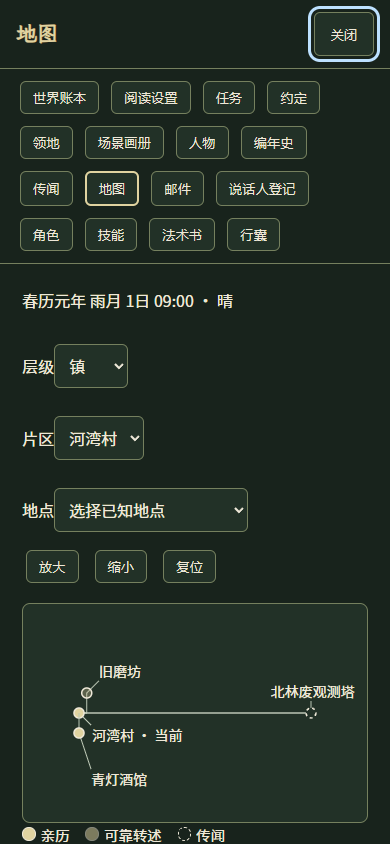 地图 关闭
世界账本 阅读设置 任务 约定
领地 场景画册 人物 编年史
传闻 地图 邮件 说话人登记
角色 技能 法术书 行囊
春历元年 雨月 1日 09:00 · 晴
层级 镇
片区 河湾村
地点 选择已知地点
放大 缩小 复位
旧磨坊
北林废观测塔
河湾村 · 当前
青灯酒馆
亲历 可靠转述 传闻